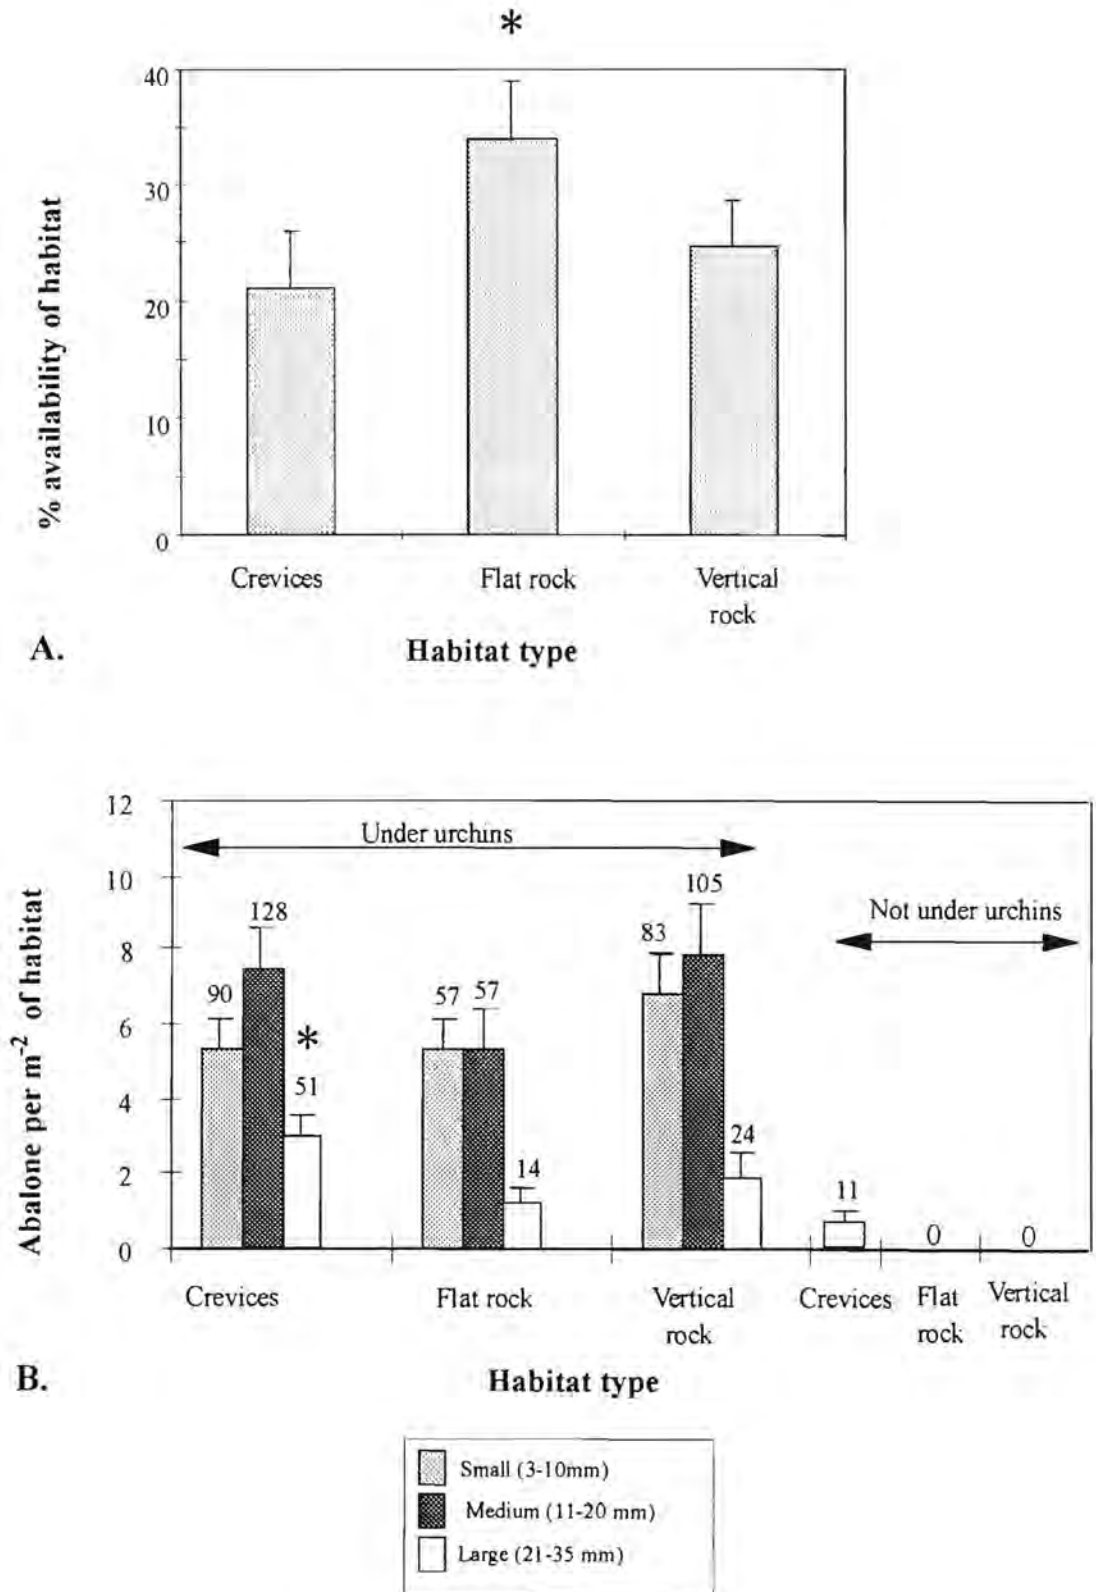 *
40
30
20
10
0
% availability of habitat
Crevices
Flat rock
Vertical
rock
A.
Habitat type
12
10
8
6
4
2
0
Abalone per m⁻² of habitat
Under urchins
Not under urchins
90
128
*
51
57
57
14
83
105
24
11
0
0
Crevices
Flat rock
Vertical
rock
Crevices
Flat
rock
Vertical
rock
B.
Habitat type
Small (3-10mm)
Medium (11-20 mm)
Large (21-35 mm)